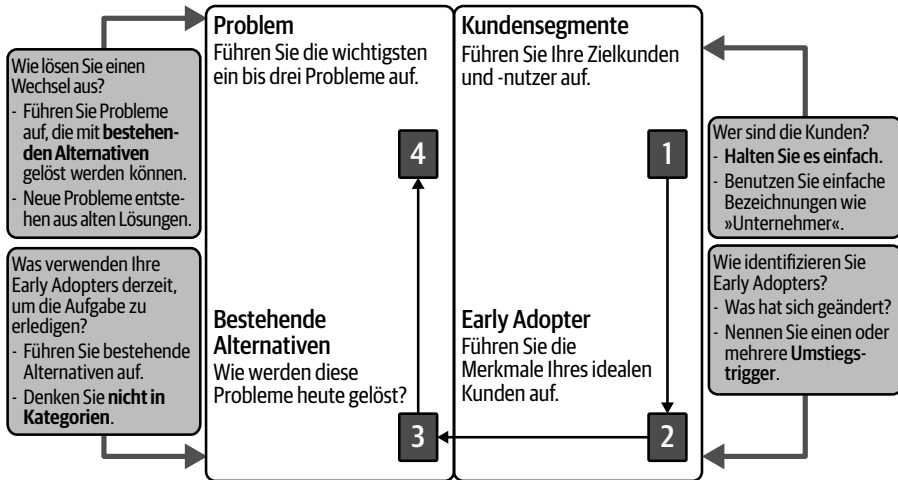 Wie lösen Sie einen
Wechsel aus?
- Führen Sie Probleme
auf, die mit bestehen-
den Alternativen
gelöst werden können.
- Neue Probleme entste-
hen aus alten Lösungen.
Was verwenden Ihre
Early Adopters derzeit,
um die Aufgabe zu
erledigen?
- Führen Sie bestehende
Alternativen auf.
- Denken Sie nicht in
Kategorien.
Problem
Führen Sie die wichtigsten
ein bis drei Probleme auf.
4
Bestehende
Alternativen
Wie werden diese
Probleme heute gelöst?
3
Kundensegmente
Führen Sie Ihre Zielkunden
und -nutzer auf.
1
Early Adopter
Führen Sie die
Merkmale Ihres idealen
Kunden auf.
2
Wer sind die Kunden?
- Halten Sie es einfach.
- Benutzen Sie einfache
Bezeichnungen wie
»Unternehmer«.
Wie identifizieren Sie
Early Adopters?
- Was hat sich geändert?
- Nennen Sie einen oder
mehrere Umstiegs-
trigger.